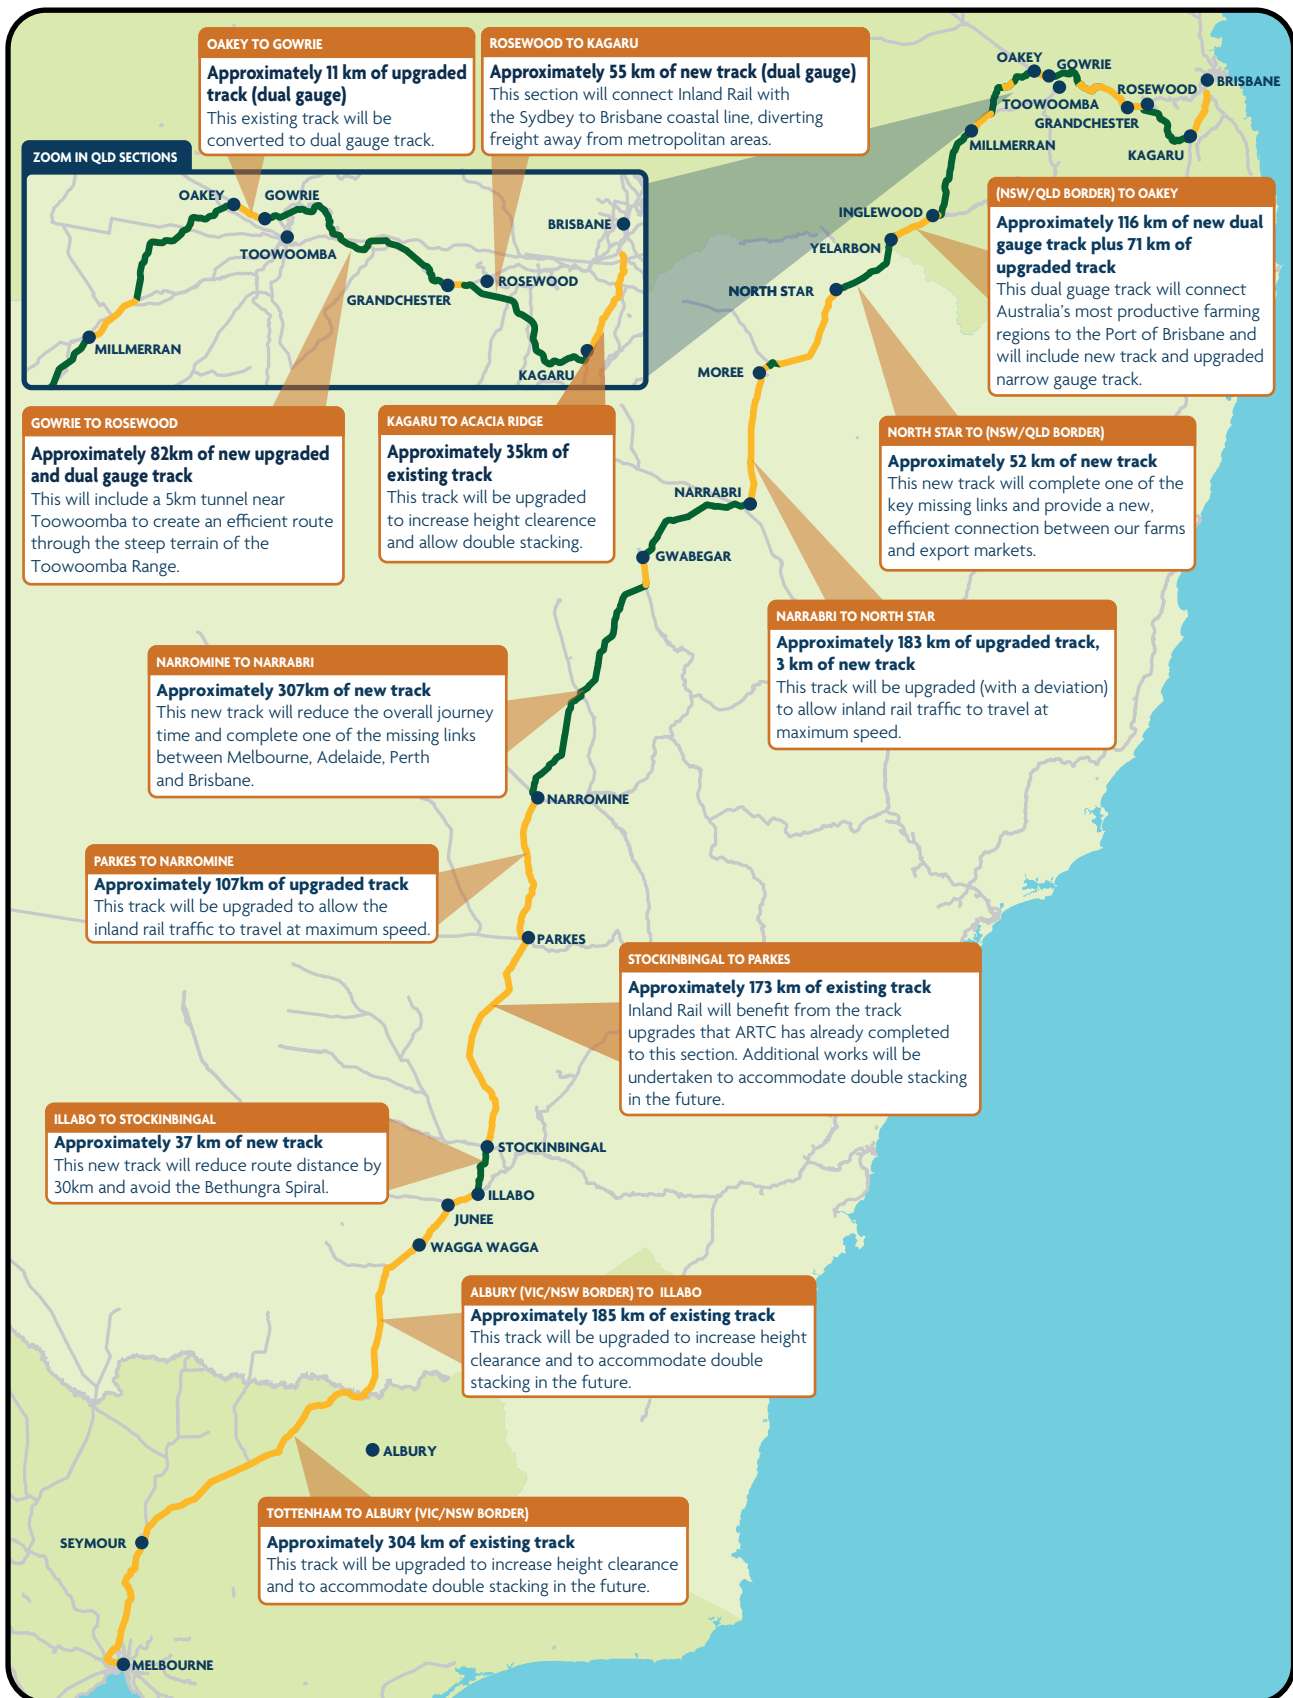 OAKEY TO GOWRIE
Approximately 11 km of upgraded
track (dual gauge)
This existing track will be
converted to dual gauge track.
ROSEWOOD TO KAGARU
Approximately 55 km of new track (dual gauge)
This section will connect Inland Rail with
the Sydbey to Brisbane coastal line, diverting
freight away from metropolitan areas.
OAKEY
GOWRIE
BRISBANE
ROSEWOOD
TOOWOOMBA
GRANDCHESTER
MILLMERRAN
KAGARU
ZOOM IN QLD SECTIONS
OAKEY
GOWRIE
BRISBANE
TOOWOOMBA
ROSEWOOD
GRANDCHESTER
MILLMERRAN
KAGARU
(NSW/QLD BORDER) TO OAKEY
Approximately 116 km of new dual
gauge track plus 71 km of
upgraded track
This dual guage track will connect
Australia's most productive farming
regions to the Port of Brisbane and
will include new track and upgraded
narrow gauge track.
INGLEWOOD
YELARBON
NORTH STAR
MOREE
GOWRIE TO ROSEWOOD
Approximately 82km of new upgraded
and dual gauge track
This will include a 5km tunnel near
Toowoomba to create an efficient route
through the steep terrain of the
Toowoomba Range.
KAGARU TO ACACIA RIDGE
Approximately 35km of
existing track
This track will be upgraded
to increase height clearence
and allow double stacking.
NORTH STAR TO (NSW/QLD BORDER)
Approximately 52 km of new track
This new track will complete one of the
key missing links and provide a new,
efficient connection between our farms
and export markets.
NARRABRI
GWABEGAR
NARRABRI TO NORTH STAR
Approximately 183 km of upgraded track,
3 km of new track
This track will be upgraded (with a deviation)
to allow inland rail traffic to travel at
maximum speed.
NARROMINE TO NARRABRI
Approximately 307km of new track
This new track will reduce the overall journey
time and complete one of the missing links
between Melbourne, Adelaide, Perth
and Brisbane.
NARROMINE
PARKES TO NARROMINE
Approximately 107km of upgraded track
This track will be upgraded to allow the
inland rail traffic to travel at maximum speed.
PARKES
STOCKINBINGAL TO PARKES
Approximately 173 km of existing track
Inland Rail will benefit from the track
upgrades that ARTC has already completed
to this section. Additional works will be
undertaken to accommodate double stacking
in the future.
ILLABO TO STOCKINBINGAL
Approximately 37 km of new track
This new track will reduce route distance by
30km and avoid the Bethungra Spiral.
STOCKINBINGAL
ILLABO
JUNEE
WAGGA WAGGA
ALBURY (VIC/NSW BORDER) TO ILLABO
Approximately 185 km of existing track
This track will be upgraded to increase height
clearance and to accommodate double
stacking in the future.
ALBURY
TOTTENHAM TO ALBURY (VIC/NSW BORDER)
Approximately 304 km of existing track
This track will be upgraded to increase height clearance
and to accommodate double stacking in the future.
SEYMOUR
MELBOURNE